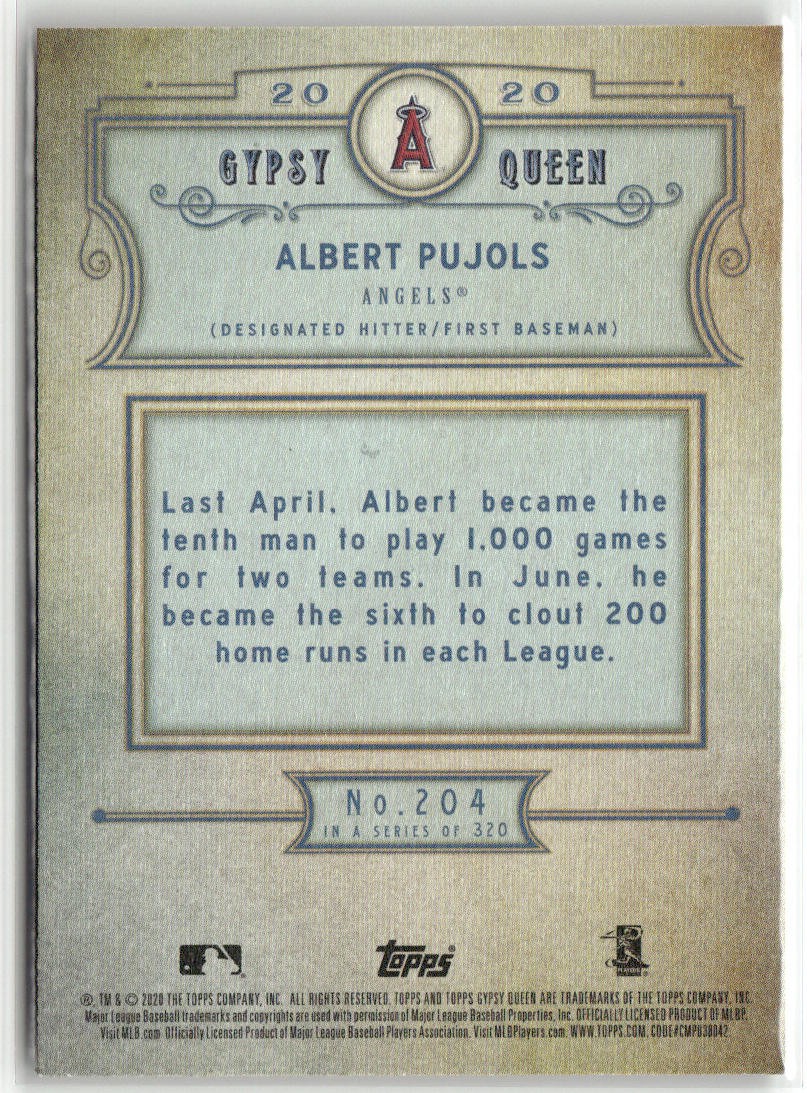 2020
GYPSY QUEEN
A
ALBERT PUJOLS
ANGELS®
(DESIGNATED HITTER/FIRST BASEMAN)
Last April, Albert became the
tenth man to play 1,000 games
for two teams. In June, he
became the sixth to clout 200
home runs in each League.
No.204
IN A SERIES OF 320
topps®
PLAYERS
®, TM & © 2020 THE TOPPS COMPANY, INC. ALL RIGHTS RESERVED. TOPPS AND TOPPS GYPSY QUEEN ARE TRADEMARKS OF THE TOPPS COMPANY, INC.
Major League Baseball trademarks and copyrights are used with permission of Major League Baseball Properties, Inc. OFFICIALLY LICENSED PRODUCT OF MLBP.
Visit MLB.com Officially Licensed Product of Major League Baseball Players Association. Visit MLBPlayers.com. WWW.TOPPS.COM. CODE#CMPO38042